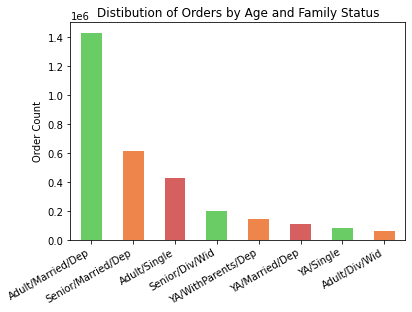 Distibution of Orders by Age and Family Status
1e6
Order Count
1.4
1.2
1.0
0.8
0.6
0.4
0.2
0.0
Adult/Married/Dep
Senior/Married/Dep
Adult/Single
Senior/Div/Wid
YA/WithParents/Dep
YA/Married/Dep
YA/Single
Adult/Div/Wid